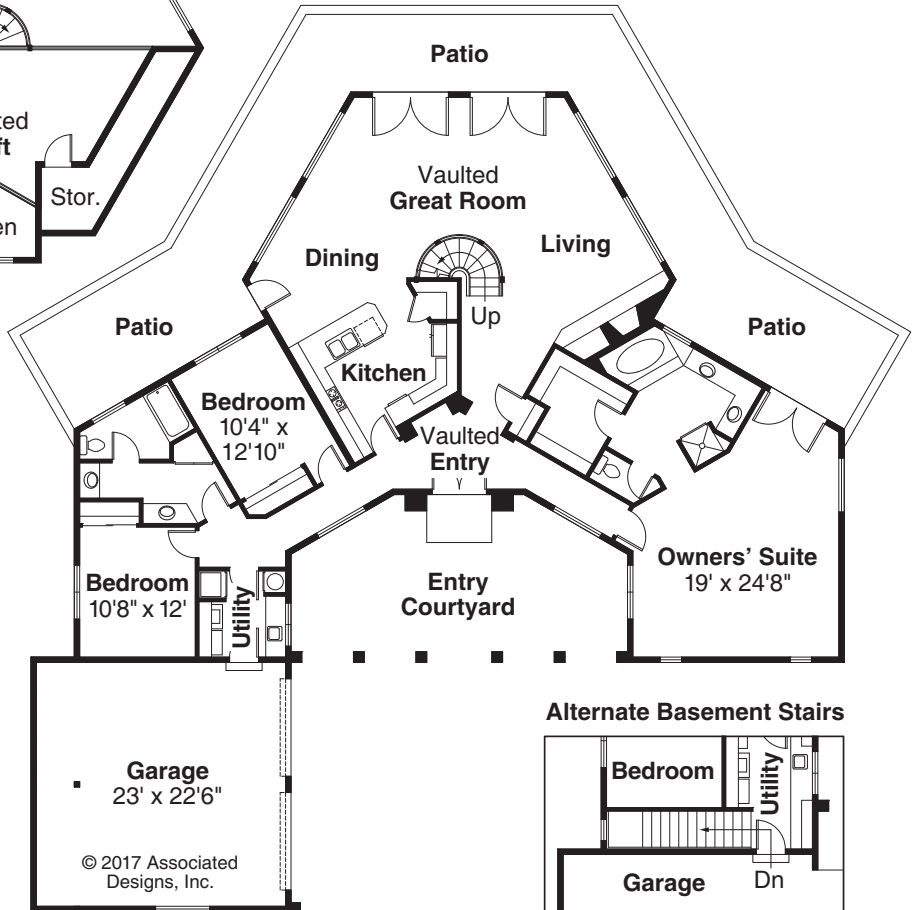 Patio
Vaulted
Great Room
Dining
Living
Up
Stor.
Patio
Patio
Kitchen
Bedroom
10'4" x
12'10"
Vaulted
Entry
Owners' Suite
19' x 24'8"
Bedroom
10'8" x 12'
Utility
Entry
Courtyard
Garage
23' x 22'6"
© 2017 Associated
Designs, Inc.
Alternate Basement Stairs
Bedroom
Utility
Garage
Dn